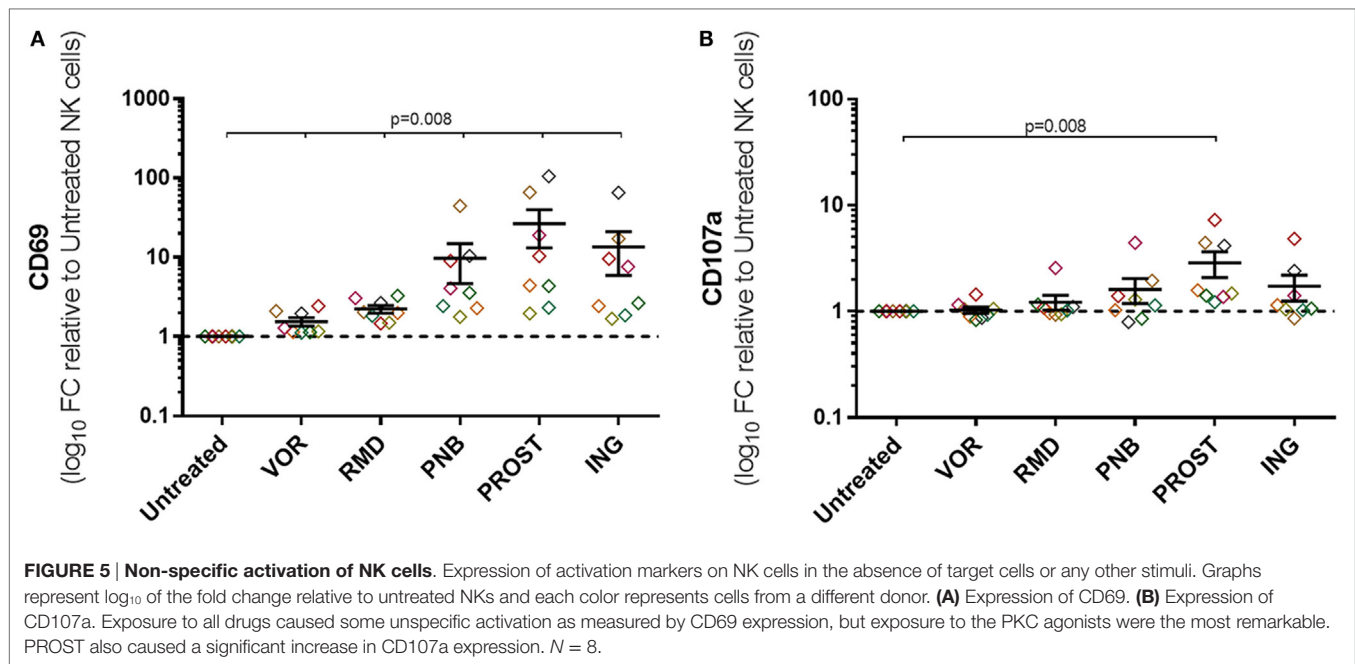 A
CD69
(log₁₀ FC relative to Untreated NK cells)
1000
100
10
1
0.1
p=0.008
Untreated
VOR
RMD
PNB
PROST
ING
B
CD107a
(log₁₀ FC relative to Untreated NK cells)
100
10
1
0.1
p=0.008
Untreated
VOR
RMD
PNB
PROST
ING
FIGURE 5 | Non-specific activation of NK cells. Expression of activation markers on NK cells in the absence of target cells or any other stimuli. Graphs
represent log₁₀ of the fold change relative to untreated NKs and each color represents cells from a different donor. (A) Expression of CD69. (B) Expression of
CD107a. Exposure to all drugs caused some unspecific activation as measured by CD69 expression, but exposure to the PKC agonists were the most remarkable.
PROST also caused a significant increase in CD107a expression. N = 8.